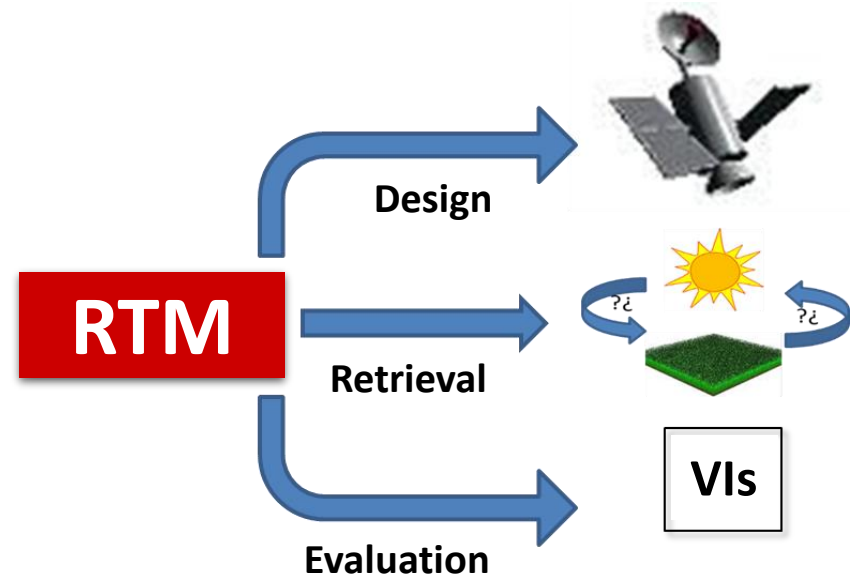 Design
RTM
?¿
?¿
Retrieval
VIs
Evaluation